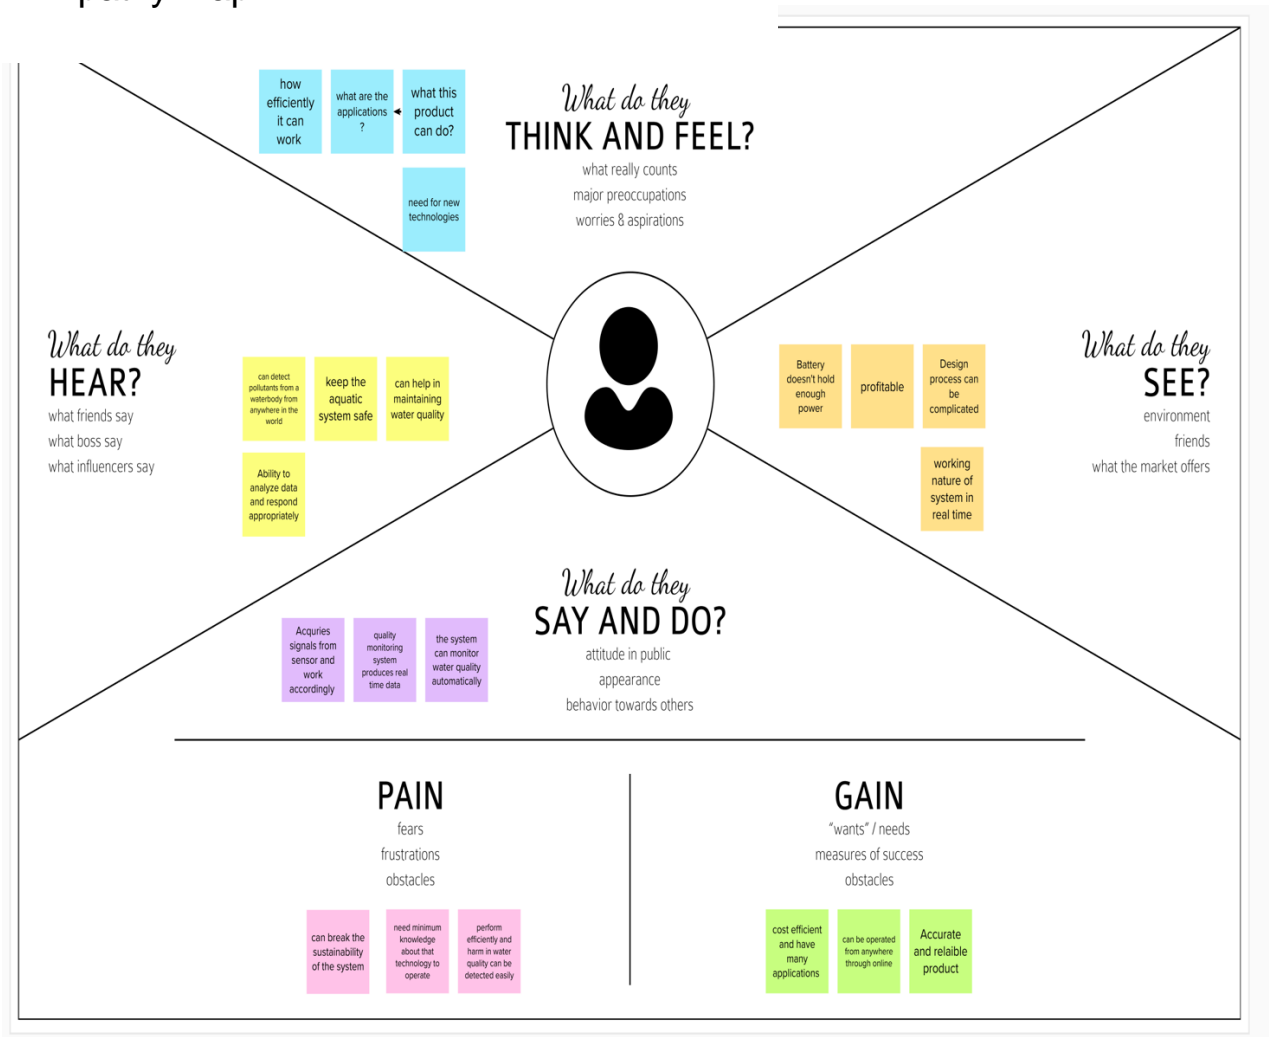 how
efficiently
it can
work
what are the
applications
?
what this
product
can do?
need for new
technologies
What do they
THINK AND FEEL?
what really counts
major preoccupations
worries & aspirations
What do they
HEAR?
what friends say
what boss say
what influencers say
can detect
pollutants from a
waterbody from
anywhere in the
world
keep the
aquatic
system safe
can help in
maintaining
water quality
Ability to
analyze data
and respond
appropriately
Battery
doesn't hold
enough
power
profitable
Design
process can
be
complicated
working
nature of
system in
real time
What do they
SEE?
environment
friends
what the market offers
What do they
SAY AND DO?
attitude in public
appearance
behavior towards others
Acquries
signals from
sensor and
work
accordingly
quality
monitoring
system
produces real
time data
the system
can monitor
water quality
automatically
PAIN
fears
frustrations
obstacles
can break the
sustainability
of the system
need minimum
knowledge
about that
technology to
operate
perform
efficiently and
harm in water
quality can be
detected easily
GAIN
"wants" / needs
measures of success
obstacles
cost efficient
and have
many
applications
can be operated
from anywhere
through online
Accurate
and relaible
product